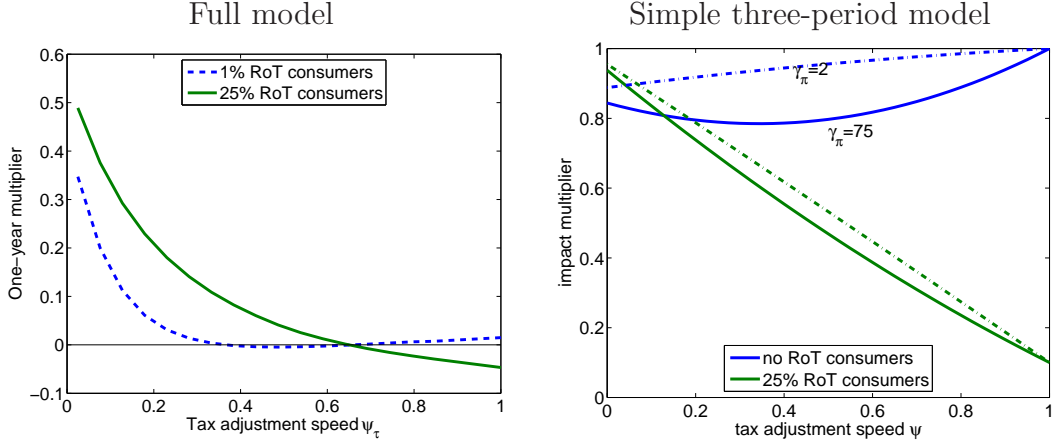 Full model
Simple three-period model
1% RoT consumers
25% RoT consumers
One−year multiplier
0.6
0.5
0.4
0.3
0.2
0.1
0
−0.1
0
0.2
0.4
0.6
0.8
1
Tax adjustment speed ψτ
γπ=2
γπ=75
impact multiplier
1
0.8
0.6
0.4
0.2
0
no RoT consumers
25% RoT consumers
0
0.2
0.4
0.6
0.8
1
tax adjustment speed ψ